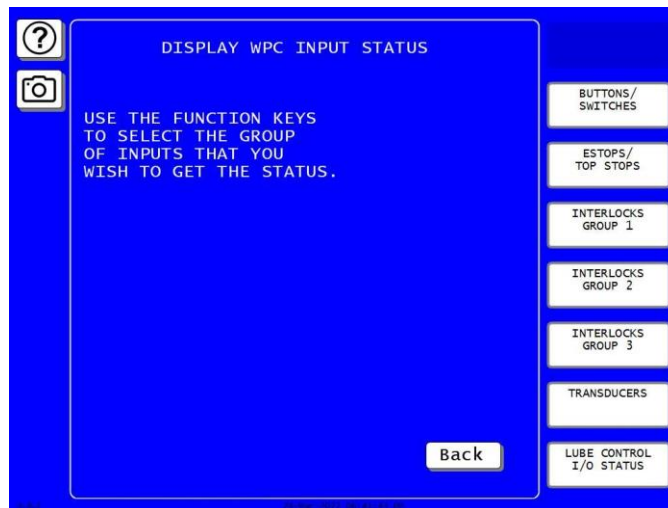 ?
DISPLAY WPC INPUT STATUS
USE THE FUNCTION KEYS
TO SELECT THE GROUP
OF INPUTS THAT YOU
WISH TO GET THE STATUS.
Back
BUTTONS/
SWITCHES
ESTOPS/
TOP STOPS
INTERLOCKS
GROUP 1
INTERLOCKS
GROUP 2
INTERLOCKS
GROUP 3
TRANSDUCERS
LUBE CONTROL
I/O STATUS